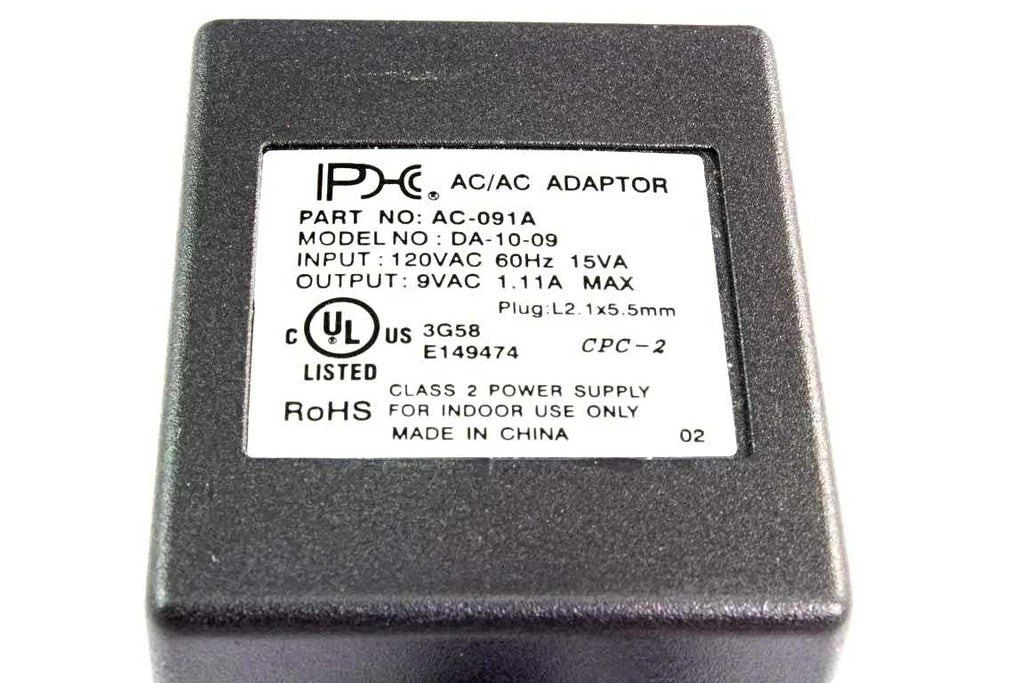 IPDHC® AC/AC ADAPTOR
PART NO: AC-091A
MODEL NO : DA-10-09
INPUT : 120VAC 60Hz 15VA
OUTPUT: 9VAC 1.11A MAX
Plug:L2.1x5.5mm
C UL® US 3G58
E149474 CPC-2
LISTED
CLASS 2 POWER SUPPLY
RoHS FOR INDOOR USE ONLY
MADE IN CHINA 02